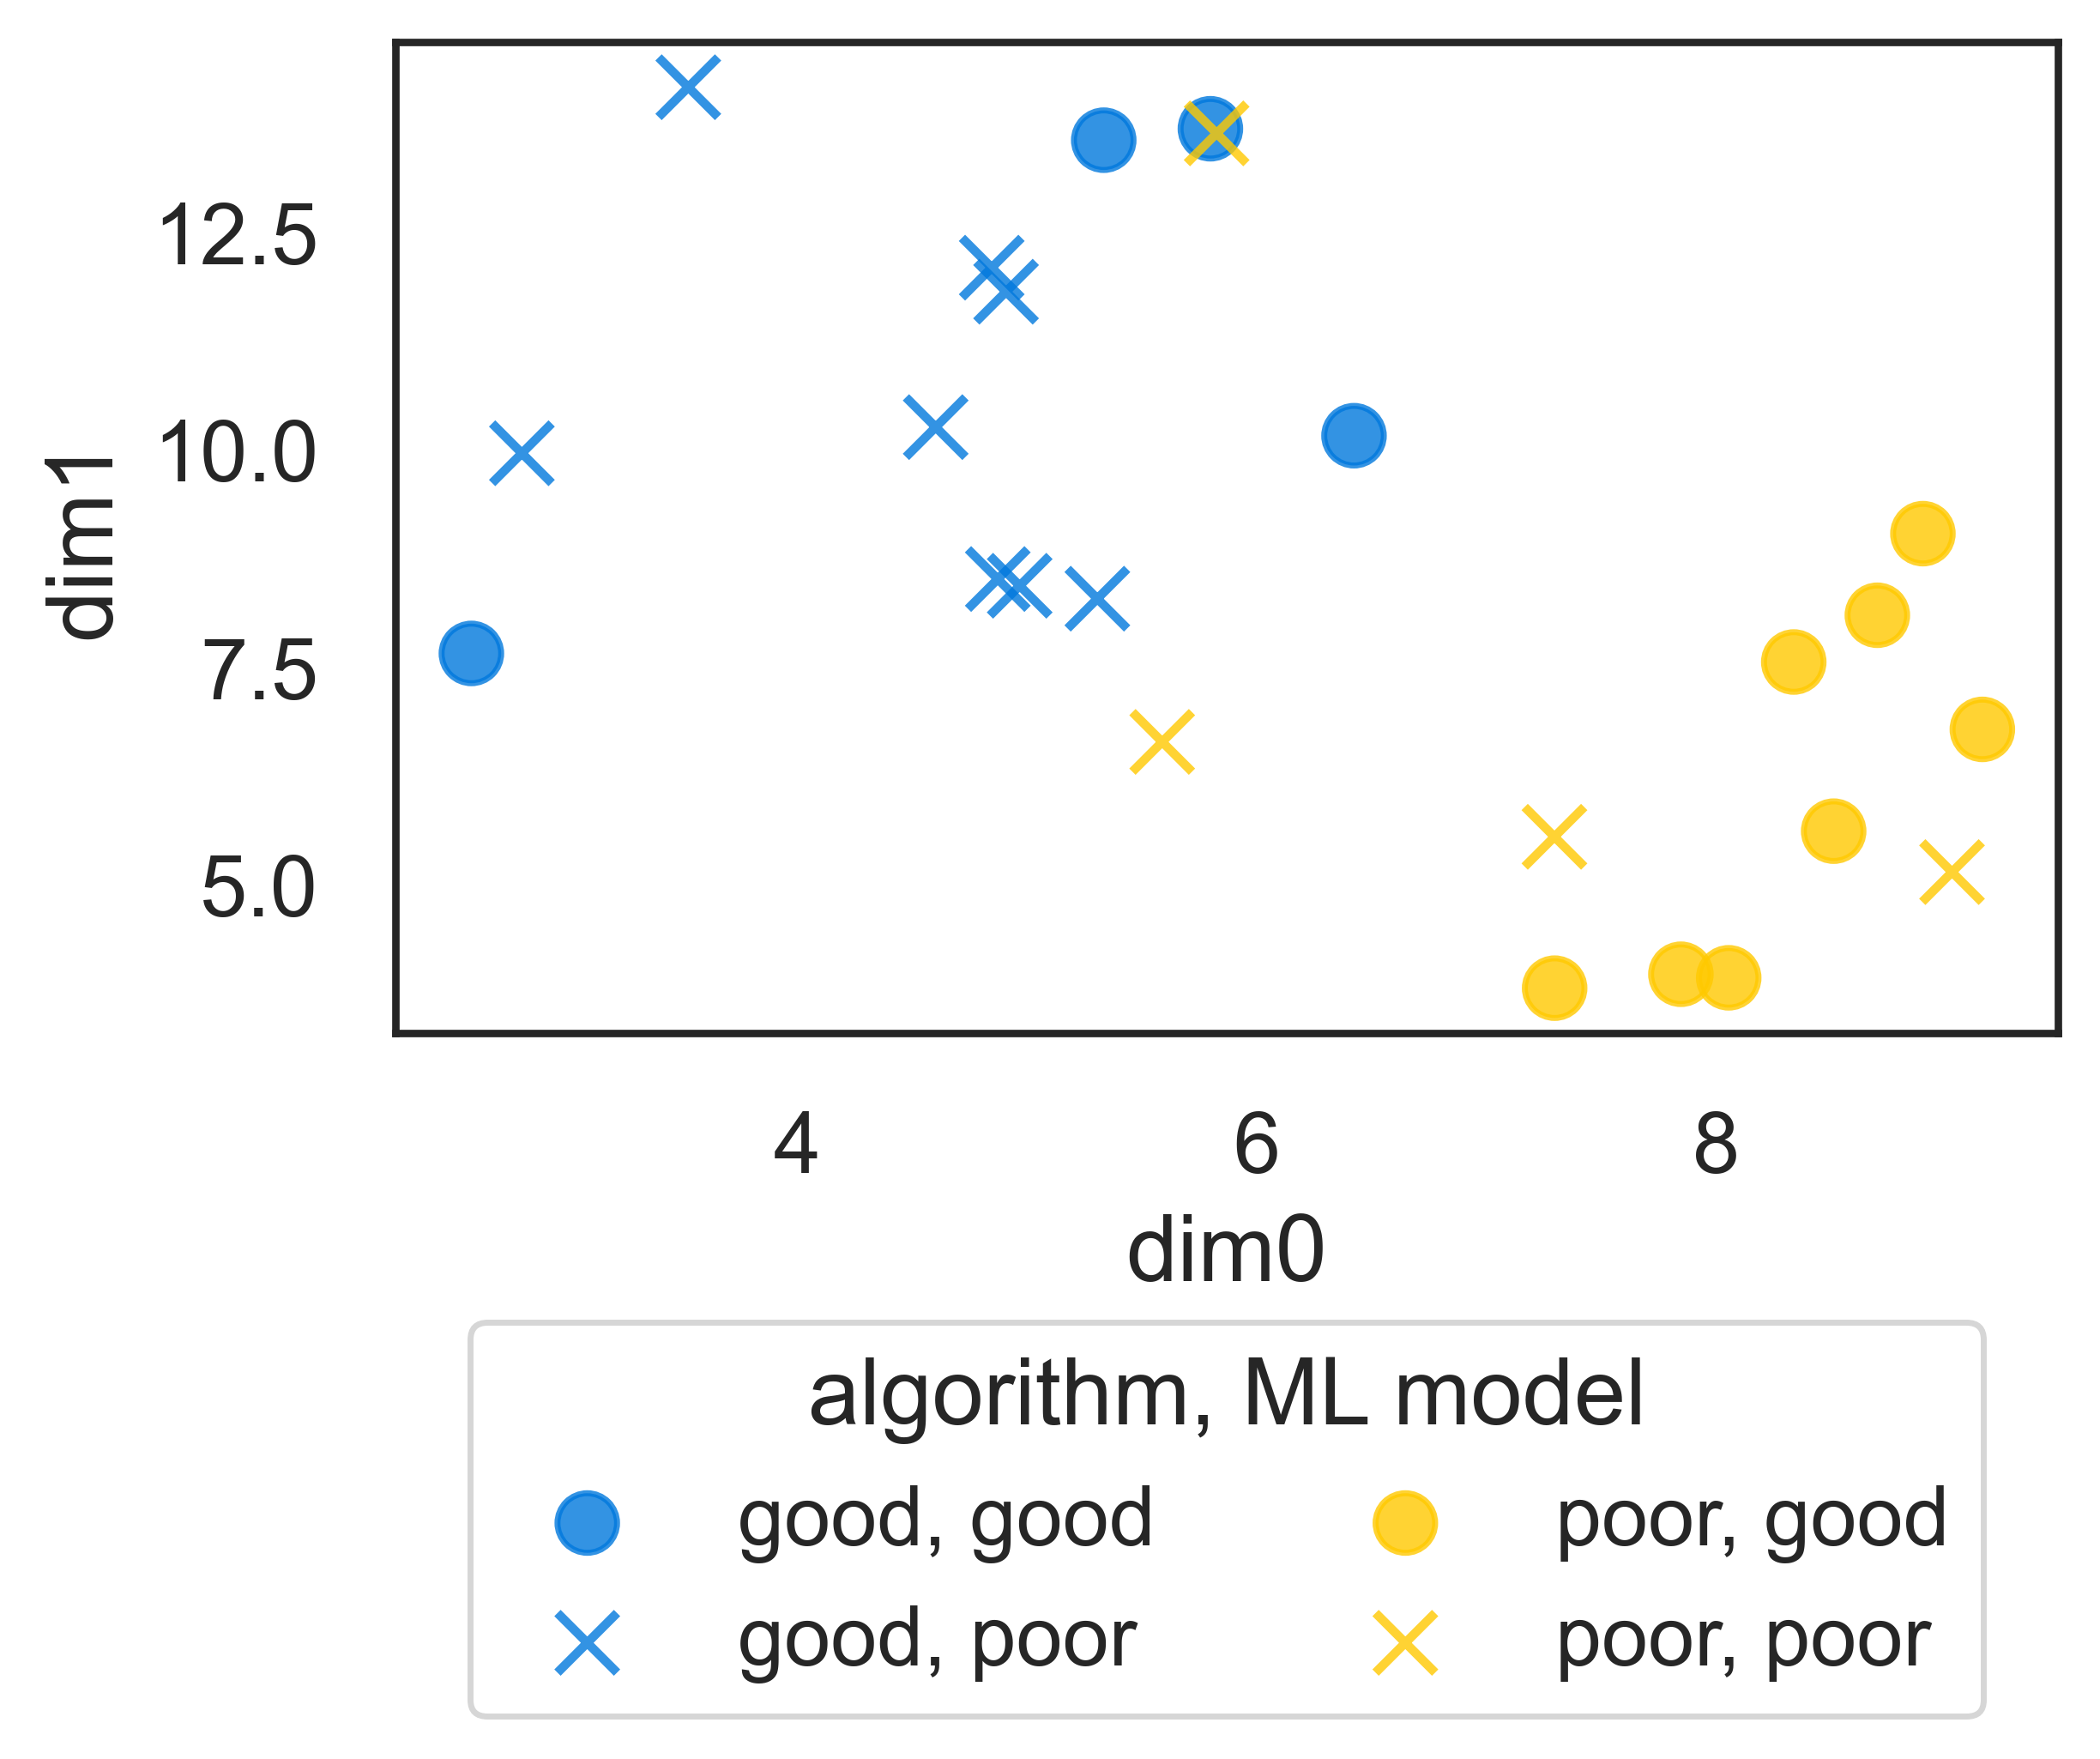 dim1
12.5
10.0
7.5
5.0
4 6 8
dim0
algorithm, ML model
good, good poor, good
good, poor poor, poor